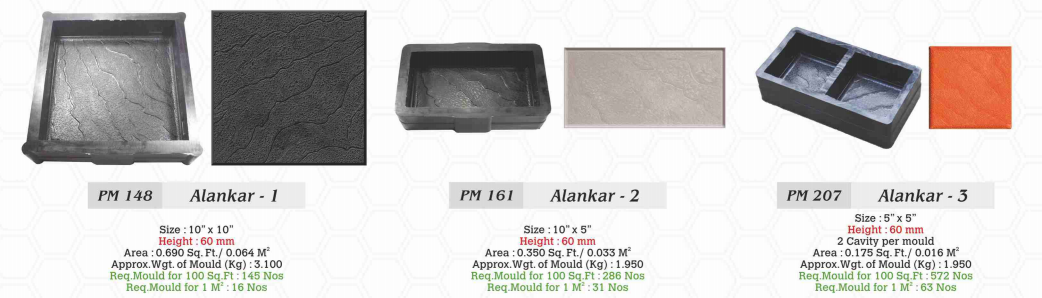 PM 148 Alankar - 1
Size : 10” x 10”
Height : 60 mm
Area : 0.690 Sq. Ft./ 0.064 M²
Approx.Wgt. of Mould (Kg) : 3.100
Req.Mould for 100 Sq.Ft : 145 Nos
Req.Mould for 1 M² : 16 Nos
PM 161 Alankar - 2
Size : 10” x 5”
Height : 60 mm
Area : 0.350 Sq. Ft./ 0.033 M²
Approx.Wgt. of Mould (Kg) : 1.950
Req.Mould for 100 Sq.Ft : 286 Nos
Req.Mould for 1 M² : 31 Nos
PM 207 Alankar - 3
Size : 5” x 5”
Height : 60 mm
2 Cavity per mould
Area : 0.175 Sq. Ft./ 0.016 M²
Approx.Wgt. of Mould (Kg) : 1.950
Req.Mould for 100 Sq.Ft : 572 Nos
Req.Mould for 1 M² : 63 Nos